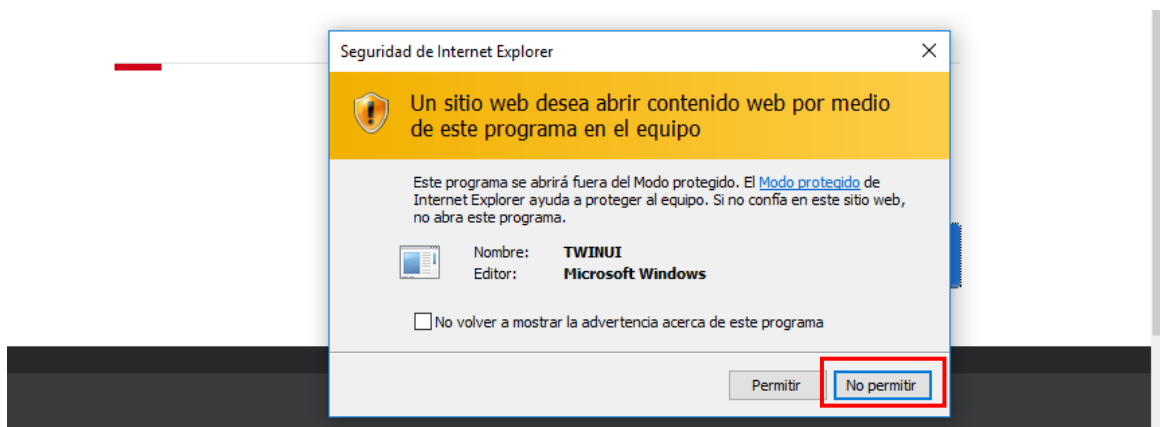 Seguridad de Internet Explorer
Un sitio web desea abrir contenido web por medio
de este programa en el equipo
Este programa se abrirá fuera del Modo protegido. El Modo protegido de
Internet Explorer ayuda a proteger al equipo. Si no confía en este sitio web,
no abra este programa.
Nombre: TWINUI
Editor: Microsoft Windows
No volver a mostrar la advertencia acerca de este programa
Permitir No permitir